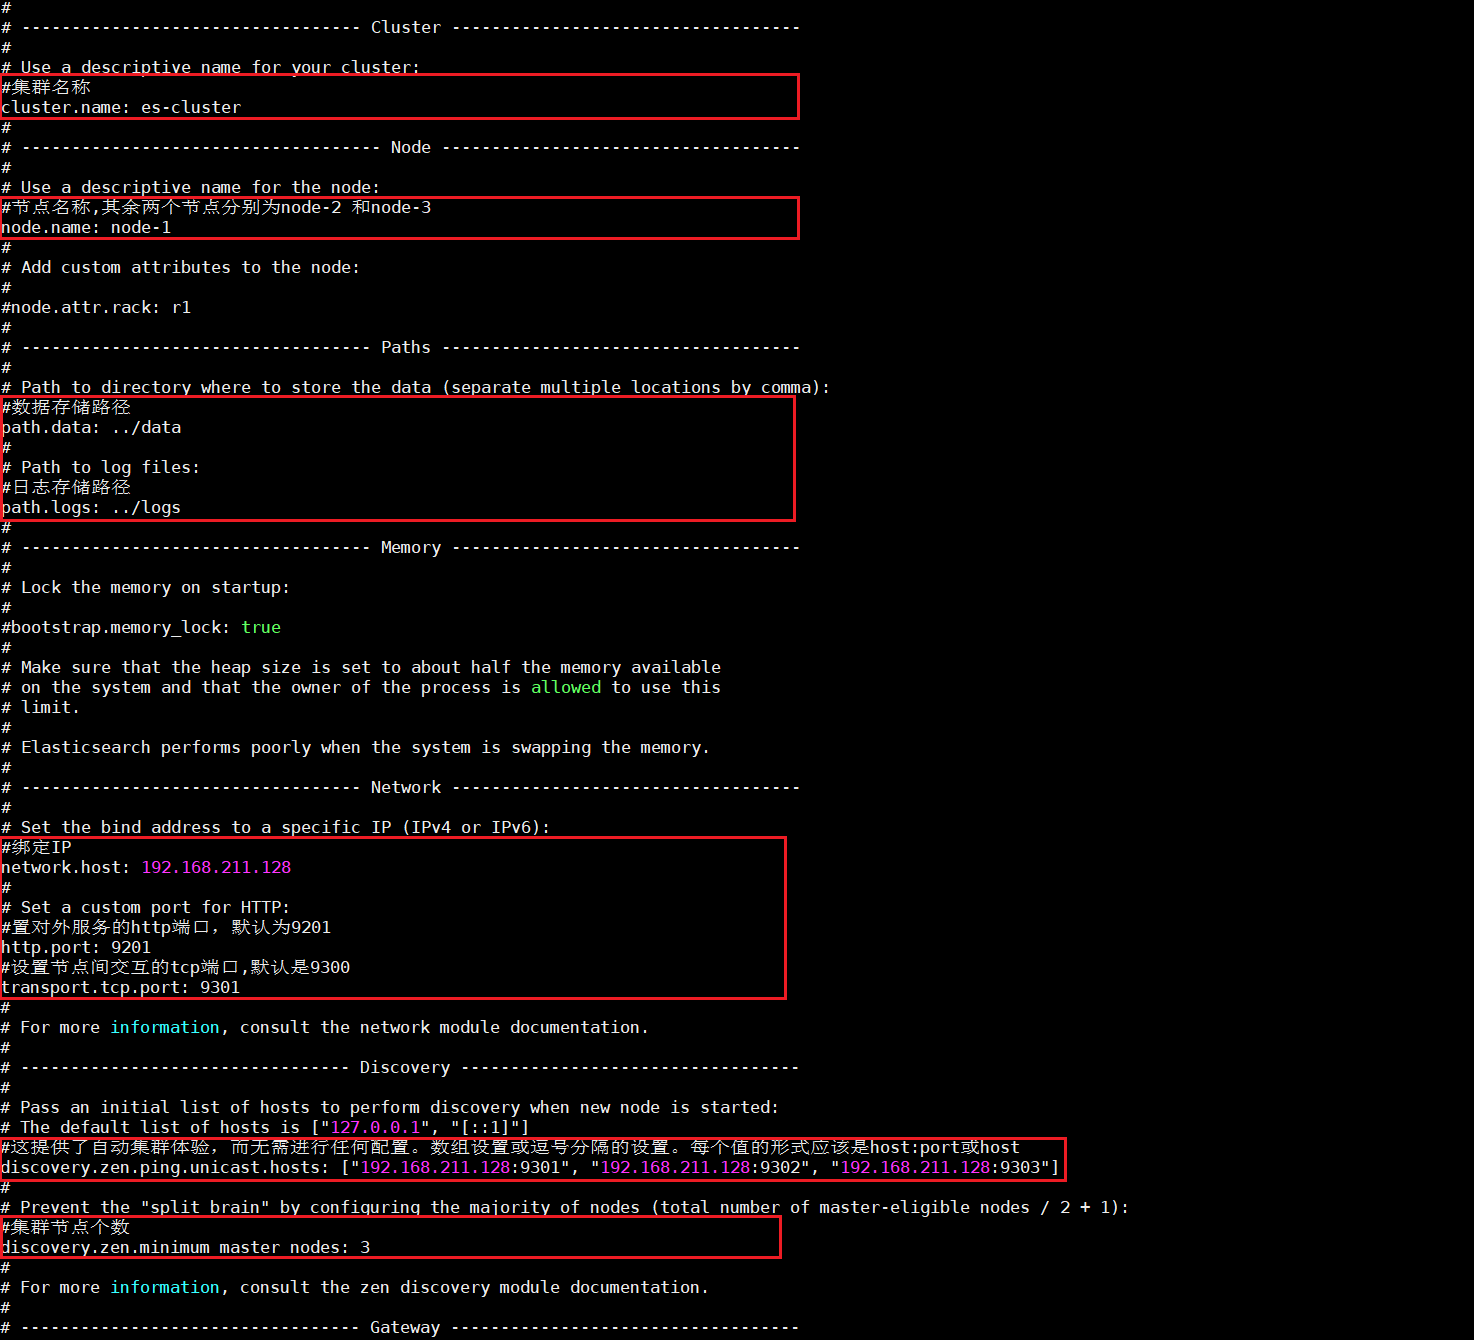 #
# ---------------------------------- Cluster -----------------------------------
#
# Use a descriptive name for your cluster:
#集群名称
cluster.name: es-cluster
#
# ------------------------------------ Node ------------------------------------
#
# Use a descriptive name for the node:
#节点名称,其余两个节点分别为node-2 和node-3
node.name: node-1
#
# Add custom attributes to the node:
#
#node.attr.rack: r1
#
# ----------------------------------- Paths ------------------------------------
#
# Path to directory where to store the data (separate multiple locations by comma):
#数据存储路径
path.data: ../data
#
# Path to log files:
#日志存储路径
path.logs: ../logs
#
# ----------------------------------- Memory -----------------------------------
#
# Lock the memory on startup:
#
#bootstrap.memory_lock: true
#
# Make sure that the heap size is set to about half the memory available
# on the system and that the owner of the process is allowed to use this
# limit.
#
# Elasticsearch performs poorly when the system is swapping the memory.
#
# ---------------------------------- Network -----------------------------------
#
# Set the bind address to a specific IP (IPv4 or IPv6):
#绑定IP
network.host: 192.168.211.128
#
# Set a custom port for HTTP:
#置对外服务的http端口，默认为9201
http.port: 9201
#设置节点间交互的tcp端口,默认是9300
transport.tcp.port: 9301
#
# For more information, consult the network module documentation.
#
# --------------------------------- Discovery ----------------------------------
#
# Pass an initial list of hosts to perform discovery when new node is started:
# The default list of hosts is ["127.0.0.1", "[::1]"]
#这提供了自动集群体验，而无需进行任何配置。数组设置或逗号分隔的设置。每个值的形式应该是host:port或host
discovery.zen.ping.unicast.hosts: ["192.168.211.128:9301", "192.168.211.128:9302", "192.168.211.128:9303"]
#
# Prevent the "split brain" by configuring the majority of nodes (total number of master-eligible nodes / 2 + 1):
#集群节点个数
discovery.zen.minimum_master_nodes: 3
#
# For more information, consult the zen discovery module documentation.
#
# ---------------------------------- Gateway -----------------------------------